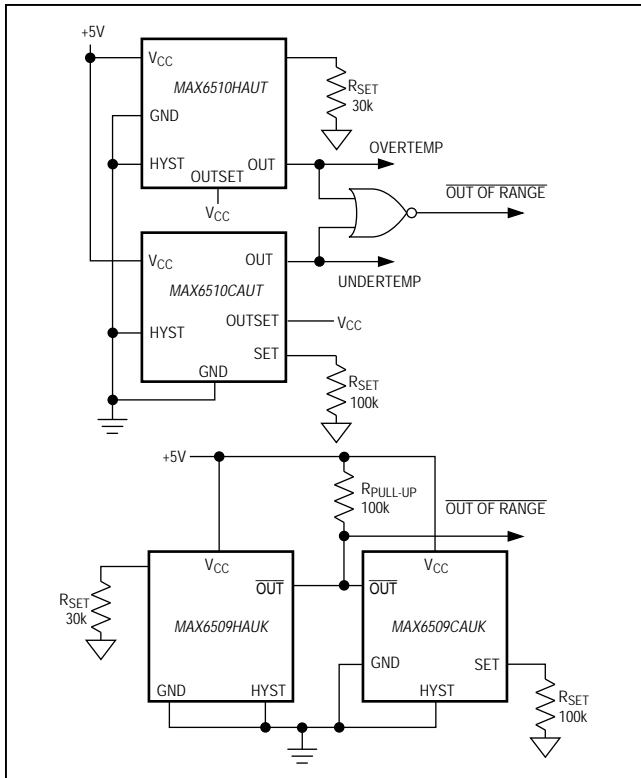 +5V
VCC
MAX6510HAUT
GND
HYST
OUTSET
OUT
VCC
RSET
30k
OVERTEMP
OUT OF RANGE
VCC
OUT
MAX6510CAUT
UNDERTEMP
OUTSET
VCC
HYST
SET
GND
RSET
100k
+5V
RPULL-UP
100k
OUT OF RANGE
VCC
VCC
RSET
30k
OUT
OUT
MAX6509HAUK
MAX6509CAUK
GND
SET
GND
HYST
HYST
RSET
100k